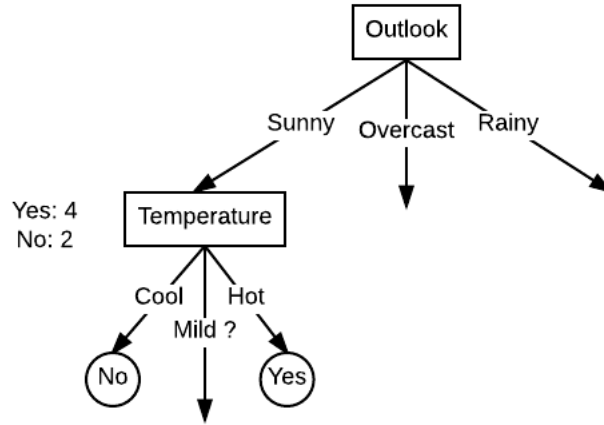 Outlook
Sunny
Overcast
Rainy
Yes: 4
No: 2
Temperature
Cool
Hot
Mild ?
No
Yes